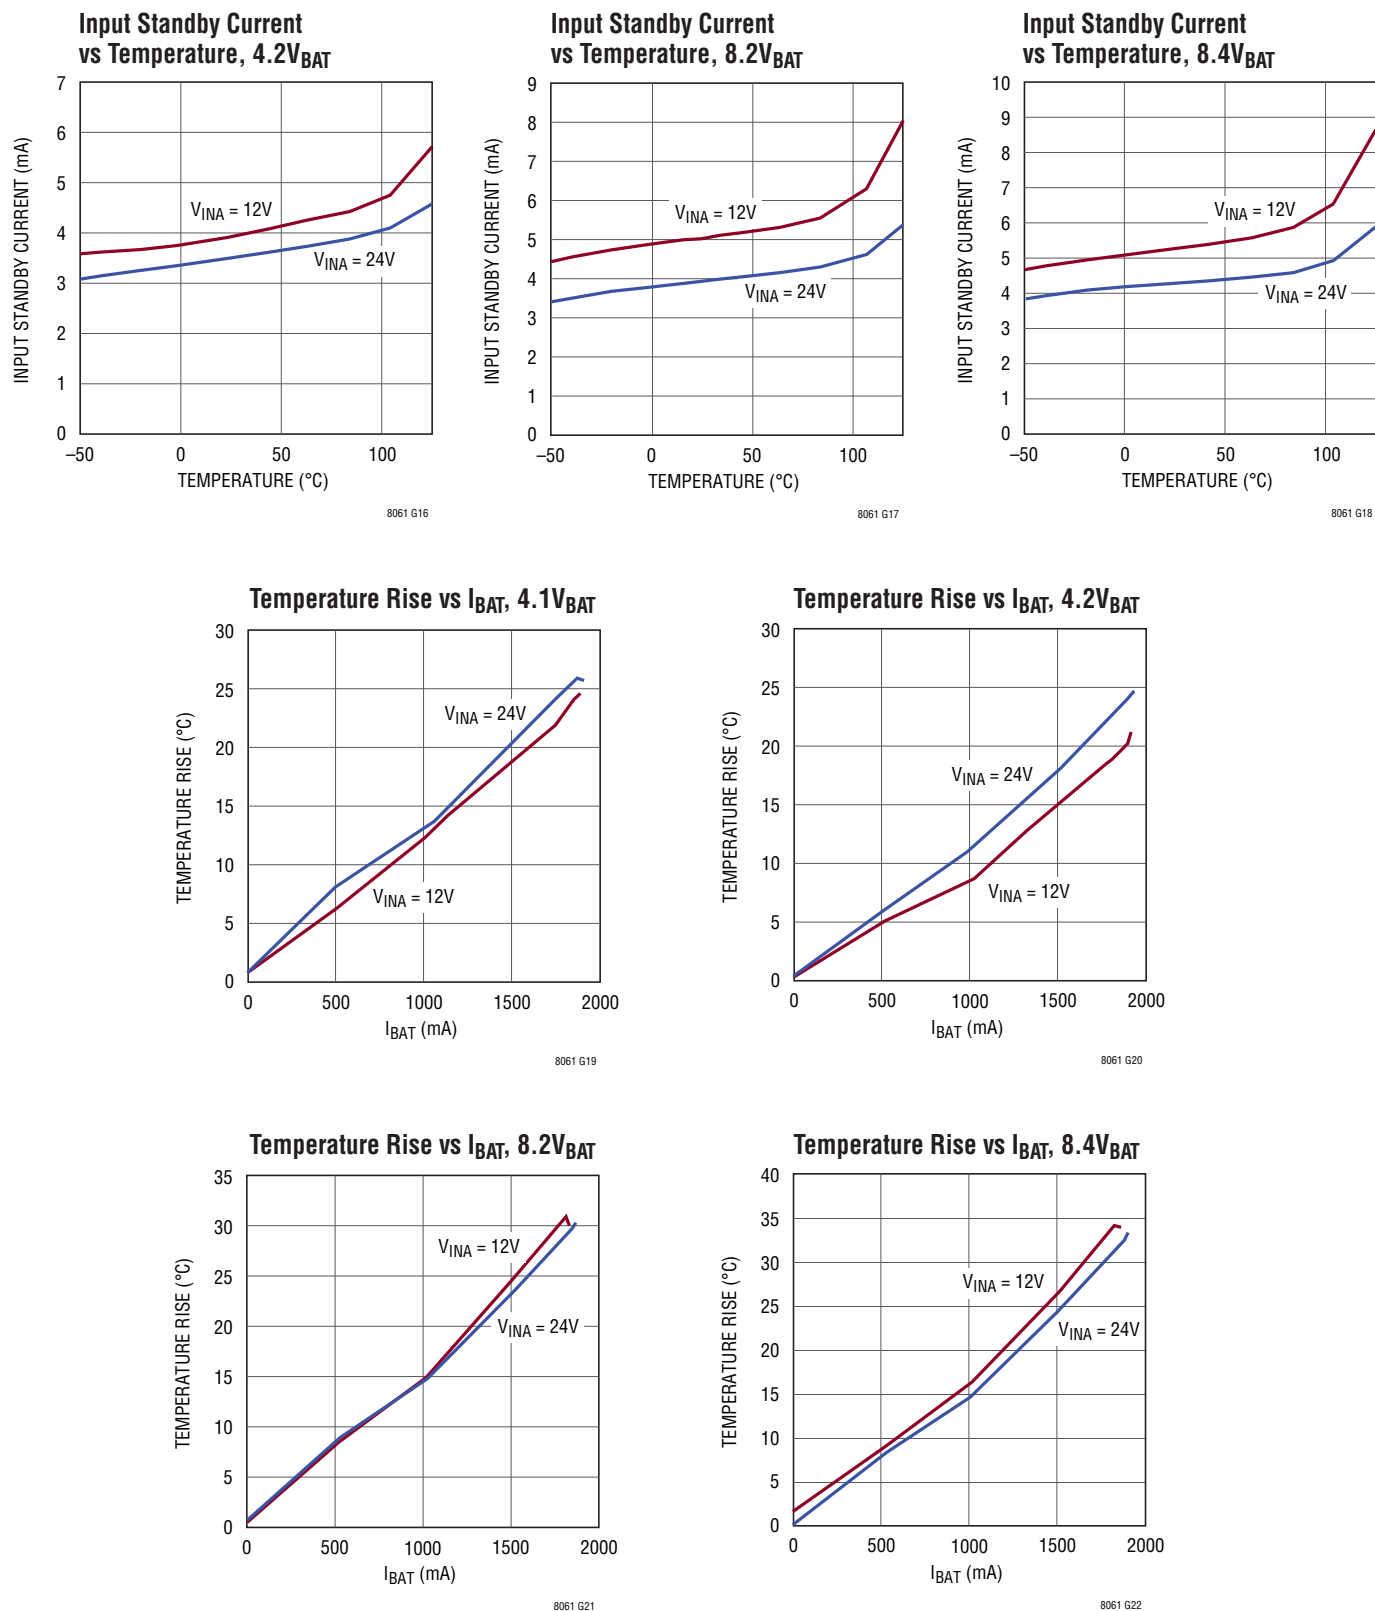 Input Standby Current
vs Temperature, 4.2VBAT
7
6
5
4
3
2
1
0
INPUT STANDBY CURRENT (mA)
VINA = 12V
VINA = 24V
–50
0
50
100
TEMPERATURE (°C)
8061 G16
Input Standby Current
vs Temperature, 8.2VBAT
9
8
7
6
5
4
3
2
1
0
INPUT STANDBY CURRENT (mA)
VINA = 12V
VINA = 24V
–50
0
50
100
TEMPERATURE (°C)
8061 G17
Input Standby Current
vs Temperature, 8.4VBAT
10
9
8
7
6
5
4
3
2
1
0
INPUT STANDBY CURRENT (mA)
VINA = 12V
VINA = 24V
–50
0
50
100
TEMPERATURE (°C)
8061 G18
Temperature Rise vs IBAT, 4.1VBAT
30
25
20
15
10
5
0
TEMPERATURE RISE (°C)
VINA = 24V
VINA = 12V
0
500
1000
1500
2000
IBAT (mA)
8061 G19
Temperature Rise vs IBAT, 4.2VBAT
30
25
20
15
10
5
0
TEMPERATURE RISE (°C)
VINA = 24V
VINA = 12V
0
500
1000
1500
2000
IBAT (mA)
8061 G20
Temperature Rise vs IBAT, 8.2VBAT
35
30
25
20
15
10
5
0
TEMPERATURE RISE (°C)
VINA = 12V
VINA = 24V
0
500
1000
1500
2000
IBAT (mA)
8061 G21
Temperature Rise vs IBAT, 8.4VBAT
40
35
30
25
20
15
10
5
0
TEMPERATURE RISE (°C)
VINA = 12V
VINA = 24V
0
500
1000
1500
2000
IBAT (mA)
8061 G22